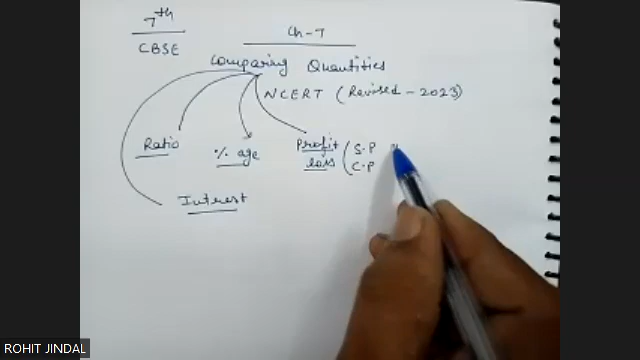 7th
CBSE
Ch-7
Comparing Quantities
NCERT (Revised - 2023)
Ratio
% age
Profit
loss
(S.P
C.P
Interest
ROHIT JINDAL